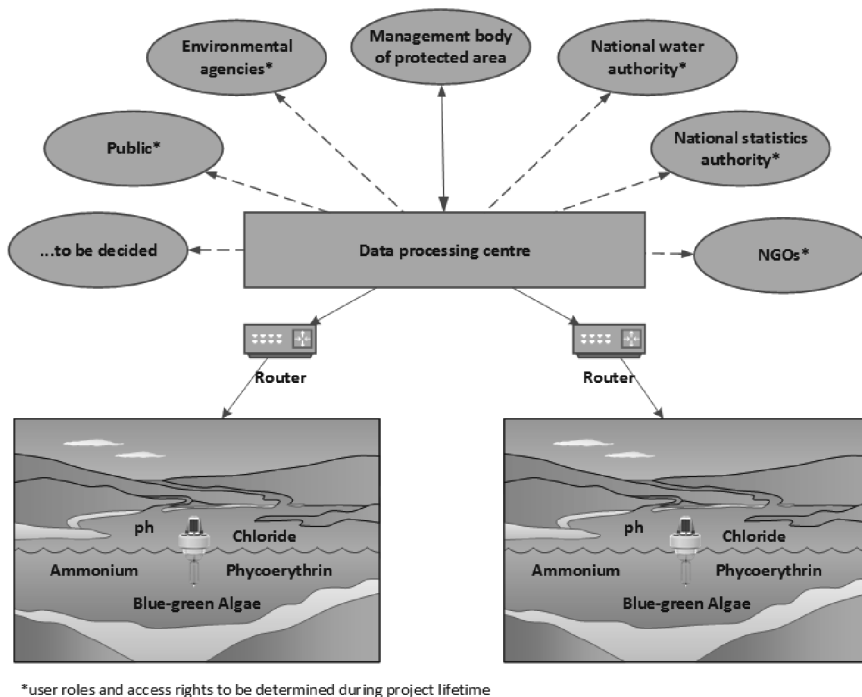 Environmental
agencies*
Management body
of protected area
National water
authority*
Public*
National statistics
authority*
...to be decided
Data processing centre
NGOs*
Router
Router
ph
Chloride
Ammonium
Phycoerythrin
Blue-green Algae
ph
Chloride
Ammonium
Phycoerythrin
Blue-green Algae
*user roles and access rights to be determined during project lifetime